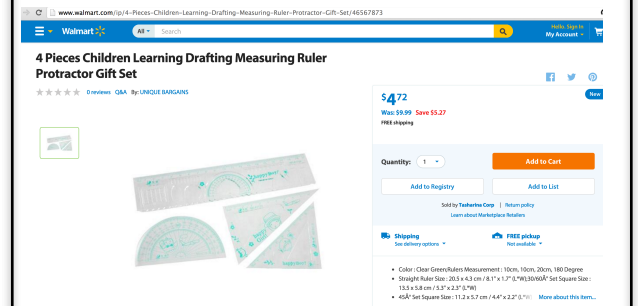 www.walmart.com/ip/4-Pieces-Children-Learning-Drafting-Measuring-Ruler-Protractor-Gift-Set/46567873
Walmart
All
Search
Hello. Sign In
My Account
4 Pieces Children Learning Drafting Measuring Ruler
Protractor Gift Set
0 reviews Q&A By: UNIQUE BARGAINS
$4.72
New
Was: $9.99 Save $5.27
FREE shipping
Quantity: 1
Add to Cart
Add to Registry
Add to List
Sold by Tasharina Corp | Return policy
Learn about Marketplace Retailers
Shipping
See delivery options
FREE pickup
Not available
• Color : Clear Green;Rulers Measurement : 10cm, 10cm, 20cm, 180 Degree
• Straight Ruler Size : 20.5 x 4.3 cm / 8.1" x 1.7" (L*W);30/60Â° Set Square Size :
13.5 x 5.8 cm / 5.3" x 2.3" (L*W)
• 45Â° Set Square Size : 11.2 x 5.7 cm / 4.4" x 2.2" (L*W) More about this item...